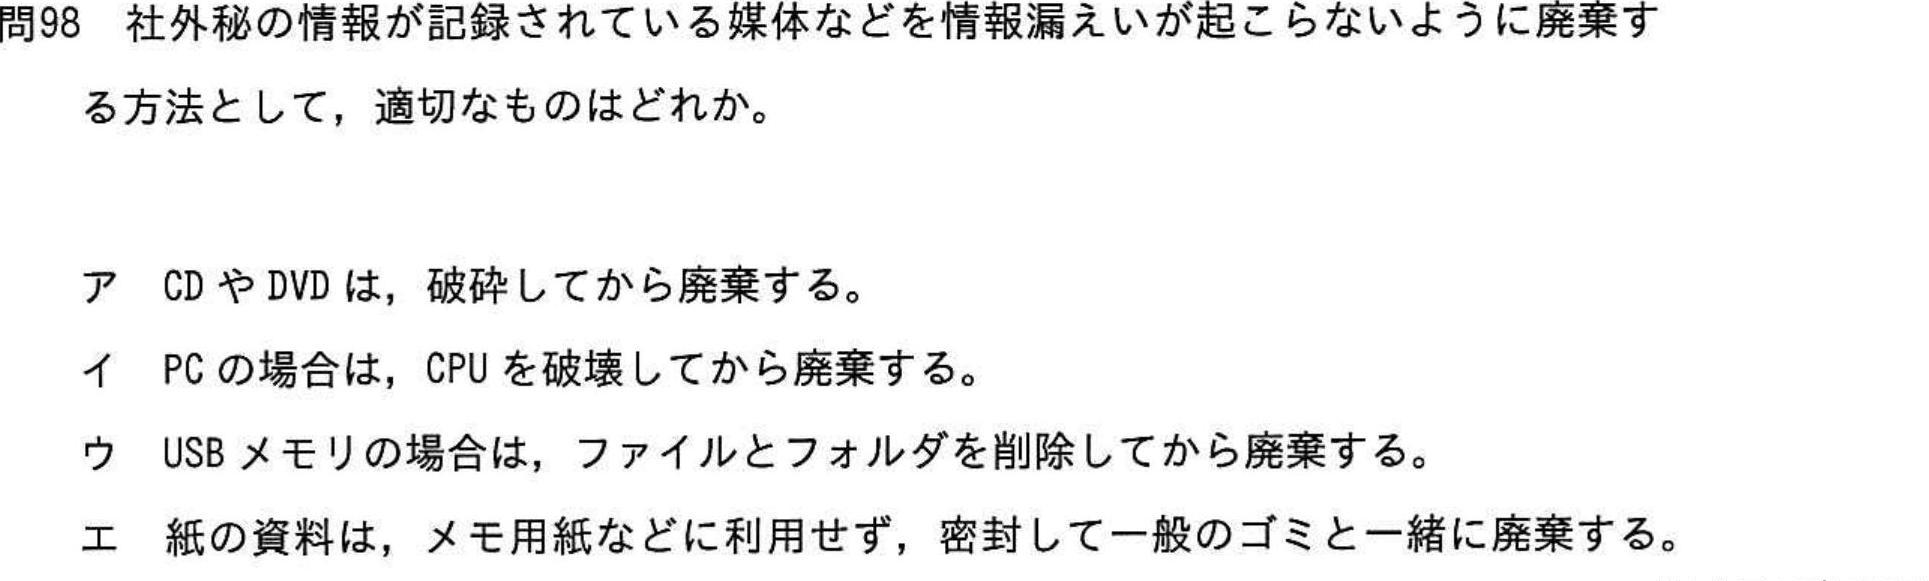 問98 社外秘の情報が記録されている媒体などを情報漏えいが起こらないように廃棄す
る方法として，適切なものはどれか。
ア CD や DVD は，破砕してから廃棄する。
イ PC の場合は，CPU を破壊してから廃棄する。
ウ USB メモリの場合は，ファイルとフォルダを削除してから廃棄する。
エ 紙の資料は，メモ用紙などに利用せず，密封して一般のゴミと一緒に廃棄する。